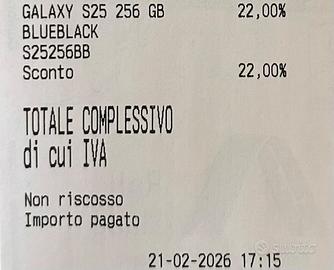 GALAXY S25 256 GB 22,00%
BLUEBLACK
S25256BB
Sconto 22,00%
TOTALE COMPLESSIVO
di cui IVA
Non riscosso
Importo pagato
21-02-2026 17:15
subito